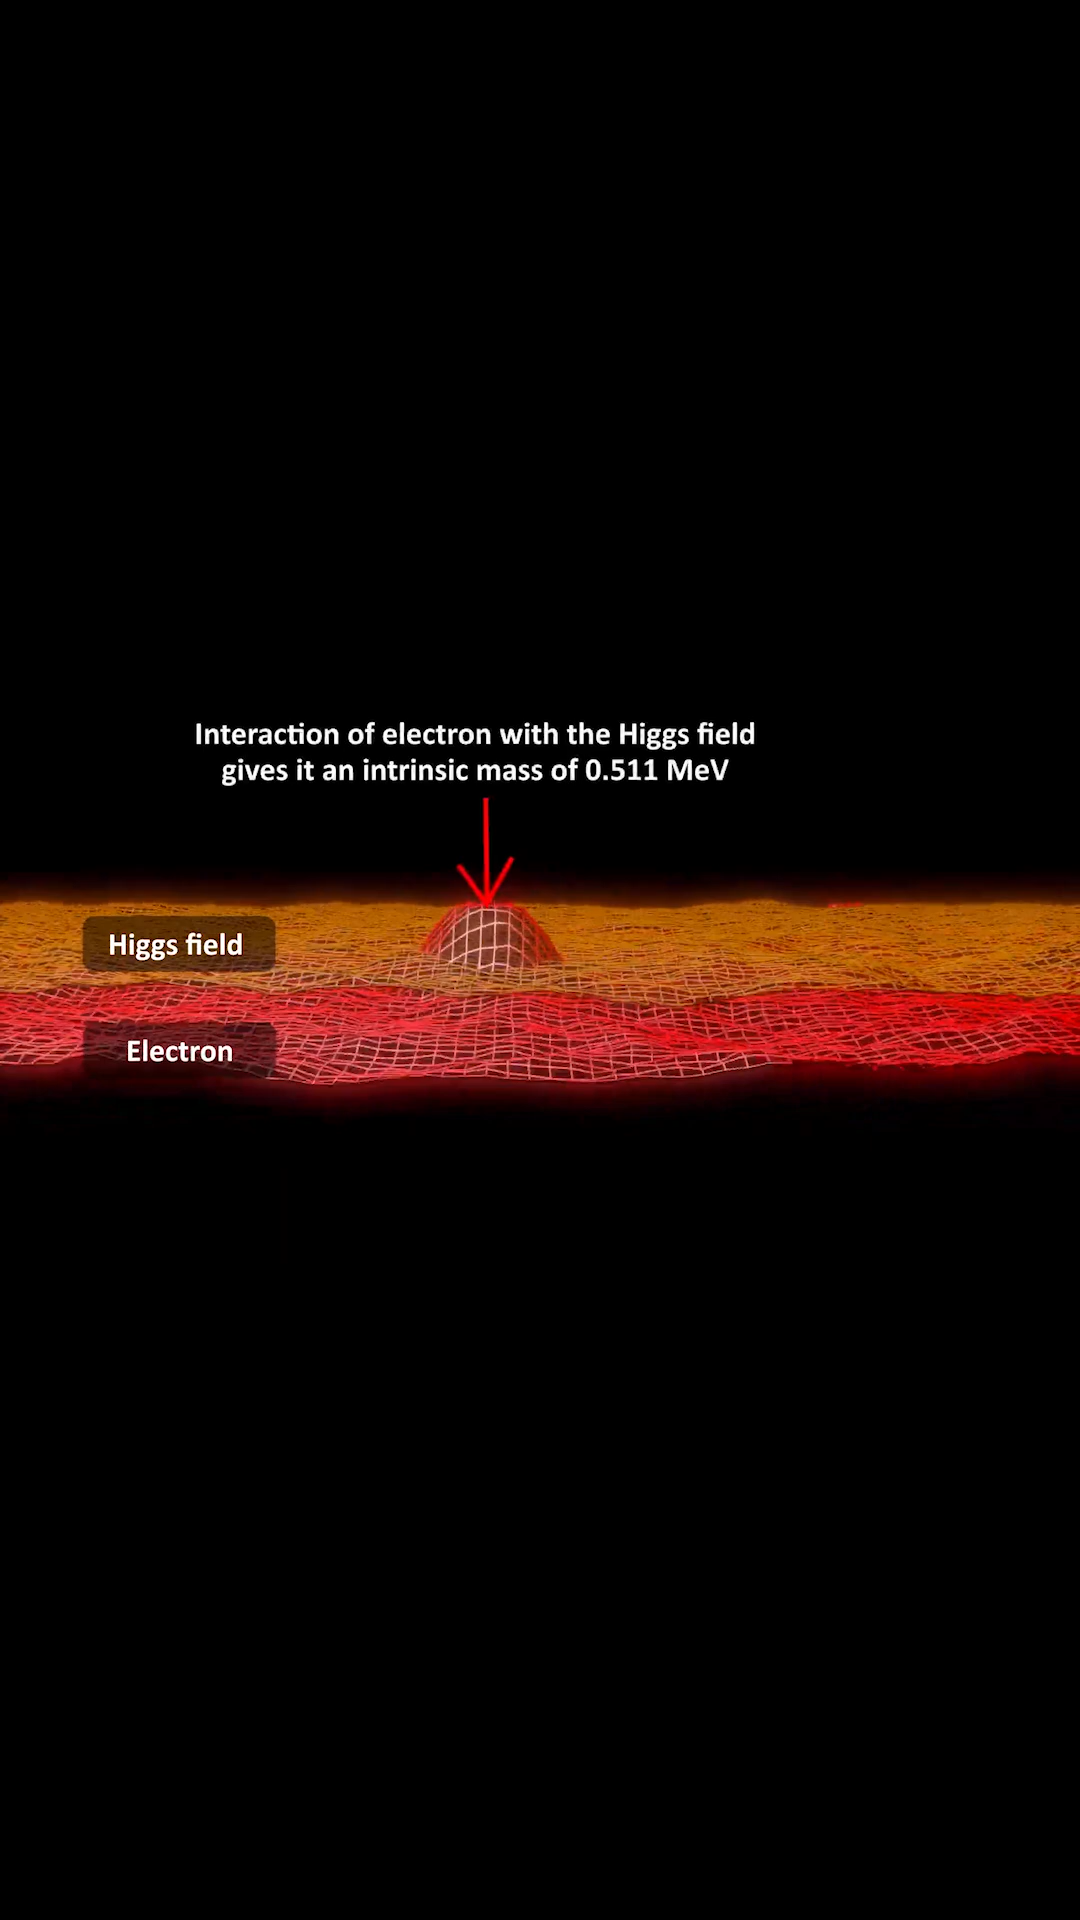 Interaction of electron with the Higgs field
gives it an intrinsic mass of 0.511 MeV
Higgs field
Electron